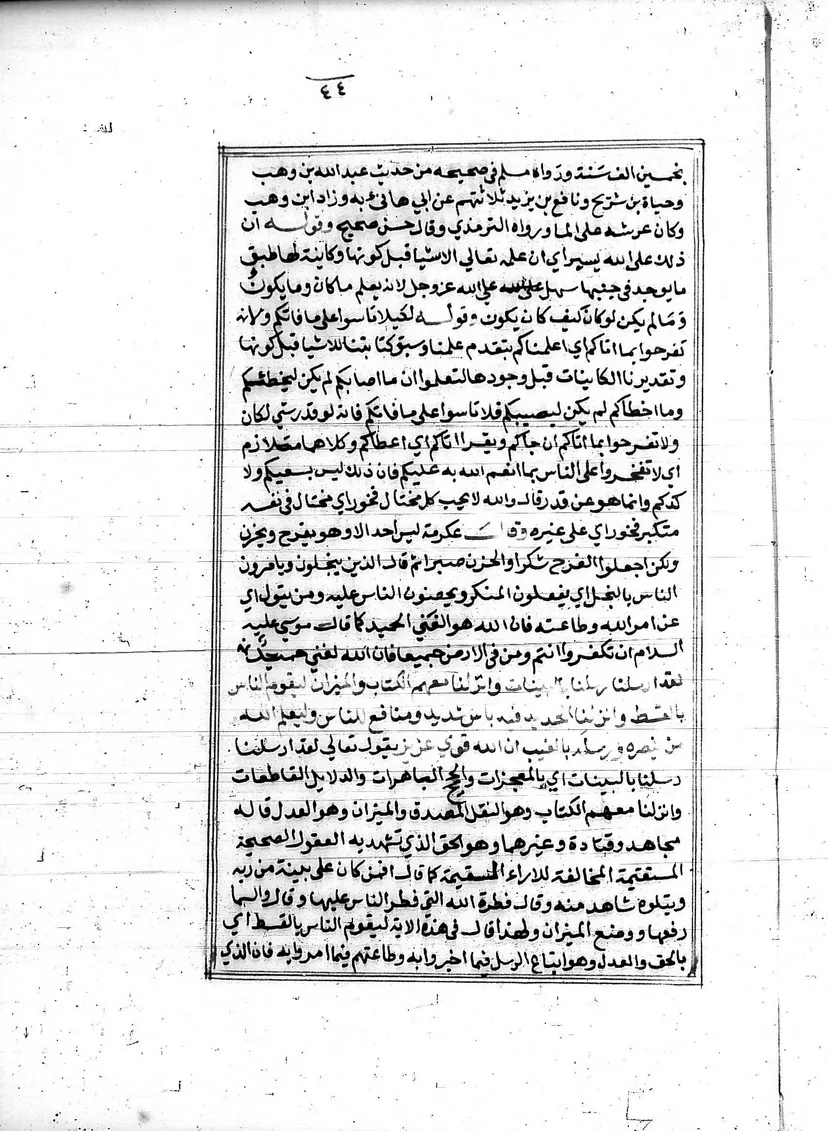 ٤٤
بخمسين الف سنة ورواه مسلم في صحيحه من حديث عبد الله بن وهب
وحياة بن شريح ونافع بن يزيد ثلاثتهم عن ابي هانئ به وزاد ابن وهب
وكان عرشه على الما ورواه الترمذي وقال حسن صحيح وقوله ان
ذلك على الله يسير اي ان علمه تعالي الاشيا قبل كونها وكاينة لها طبق
ما يوجد في حينها سهل على الله عز وجل لانه يعلم ما كان وما يكون
وما لم يكن لو كان كيف كان يكون وقوله لكيلا تاسوا على ما فاتكم ولا
تفرحوا بما اتاكم اي اعلمناكم بتقدم علمنا وسبق كتابتنا للاشيا قبل كونها
وتقديرنا الكاينات قبل وجودها لتعلموا ان ما اصابكم لم يكن ليخطئكم
وما اخطاكم لم يكن ليصيبكم فلا تاسوا على ما فاتكم فانه لو قدر شي لكان
ولا تفرحوا بما اتاكم اي جاكم ويقرا اتاكم اي اعطاكم وكلاهما متلازم
اي لا تفخروا على الناس بما انعم الله به عليكم فان ذلك ليس بسعيكم ولا
كدكم وانما هو عن قدر قال والله لا يحب كل مختال فخور اي مختال في نفسه
متكبر فخور اي على غيره وقال عكرمة ليس احد الا وهو يفرح ويحزن
ولكن اجعلوا الفرح شكرا والحزن صبرا ثم قال الذين يبخلون ويامرون
الناس بالبخل اي يفعلون المنكر ويحضون الناس عليه ومن يتول اي
عن امر الله وطاعته فان الله هو الغني الحميد كما قال موسي عليه
السلام ان تكفروا انتم ومن في الارض جميعا فان الله لغني حميد
لقد ارسلنا رسلنا بالبينات وانزلنا معهم الكتاب والميزان ليقوم الناس
بالقسط وانزلنا الحديد فيه باس شديد ومنافع للناس وليعلم الله
من ينصره ورسله بالغيب ان الله قوي عزيز يقول تعالي لقد ارسلنا
رسلنا بالبينات اي بالمعجزات والحجج الباهرات والدلايل القاطعات
وانزلنا معهم الكتاب وهو النقل المصدق والميزان وهو العدل قاله
مجاهد وقتادة وغيرهما وهو الحق الذي تشهد به العقول الصحيحة
المستقيمة المخالفة للاراء السقيمة كما قال افمن كان على بينة من ربه
ويتلوه شاهد منه وقال فطرة الله التي فطر الناس عليها وقال والسما
رفعها ووضع الميزان ولهذا قال في هذه الاية ليقوم الناس بالقسط اي
بالحق والعدل وهو اتباع الرسل فيما اخبروا به وطاعتهم فيما امروا به فان الذي